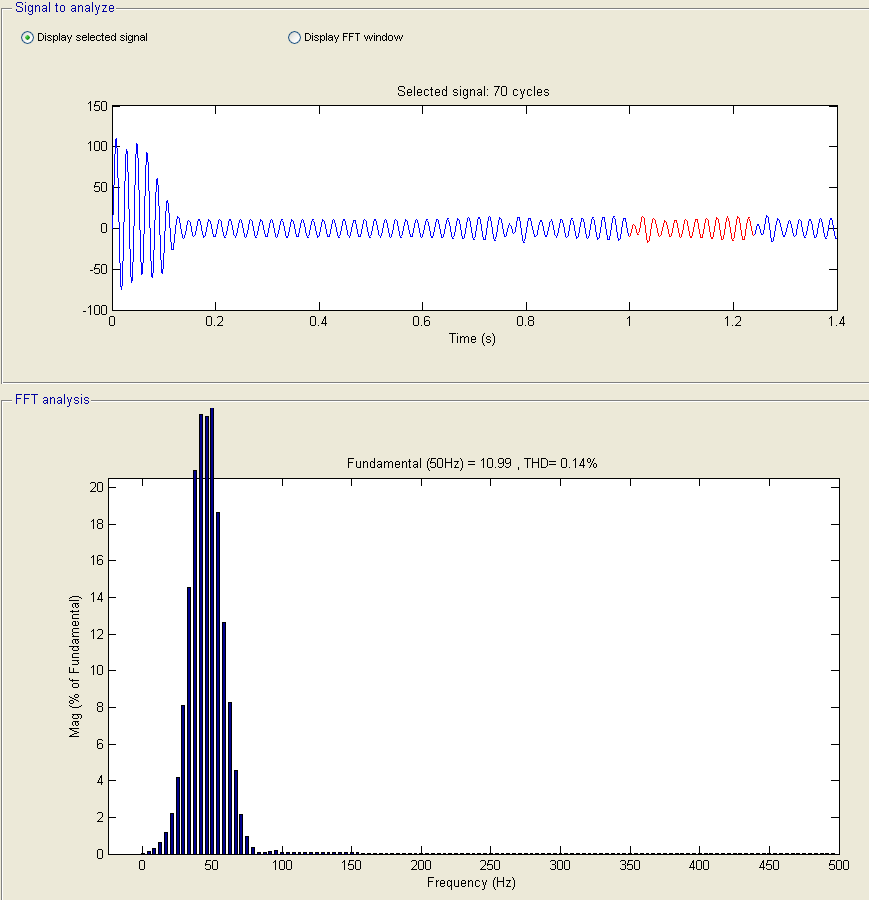 Signal to analyze
Display selected signal Display FFT window
Selected signal: 70 cycles
150
100
50
0
-50
-100
0 0.2 0.4 0.6 0.8 1 1.2 1.4
Time (s)
FFT analysis
Fundamental (50Hz) = 10.99 , THD= 0.14%
20
18
16
14
12
10
8
6
4
2
0
Mag (% of Fundamental)
0 50 100 150 200 250 300 350 400 450 500
Frequency (Hz)